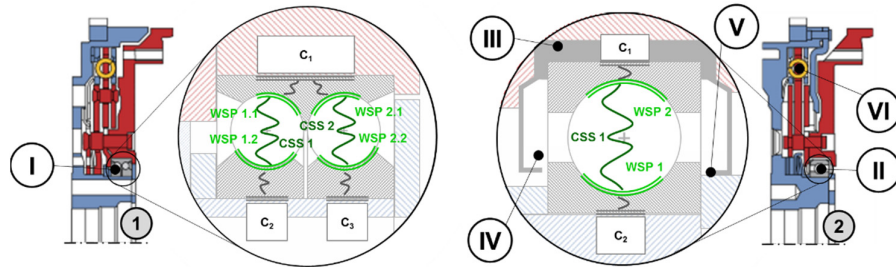 I
1
C1
WSP 1.1
WSP 2.1
CSS 2
WSP 1.2
CSS 1
WSP 2.2
C2
C3
III
C1
V
WSP 2
CSS 1
WSP 1
IV
C2
VI
II
2